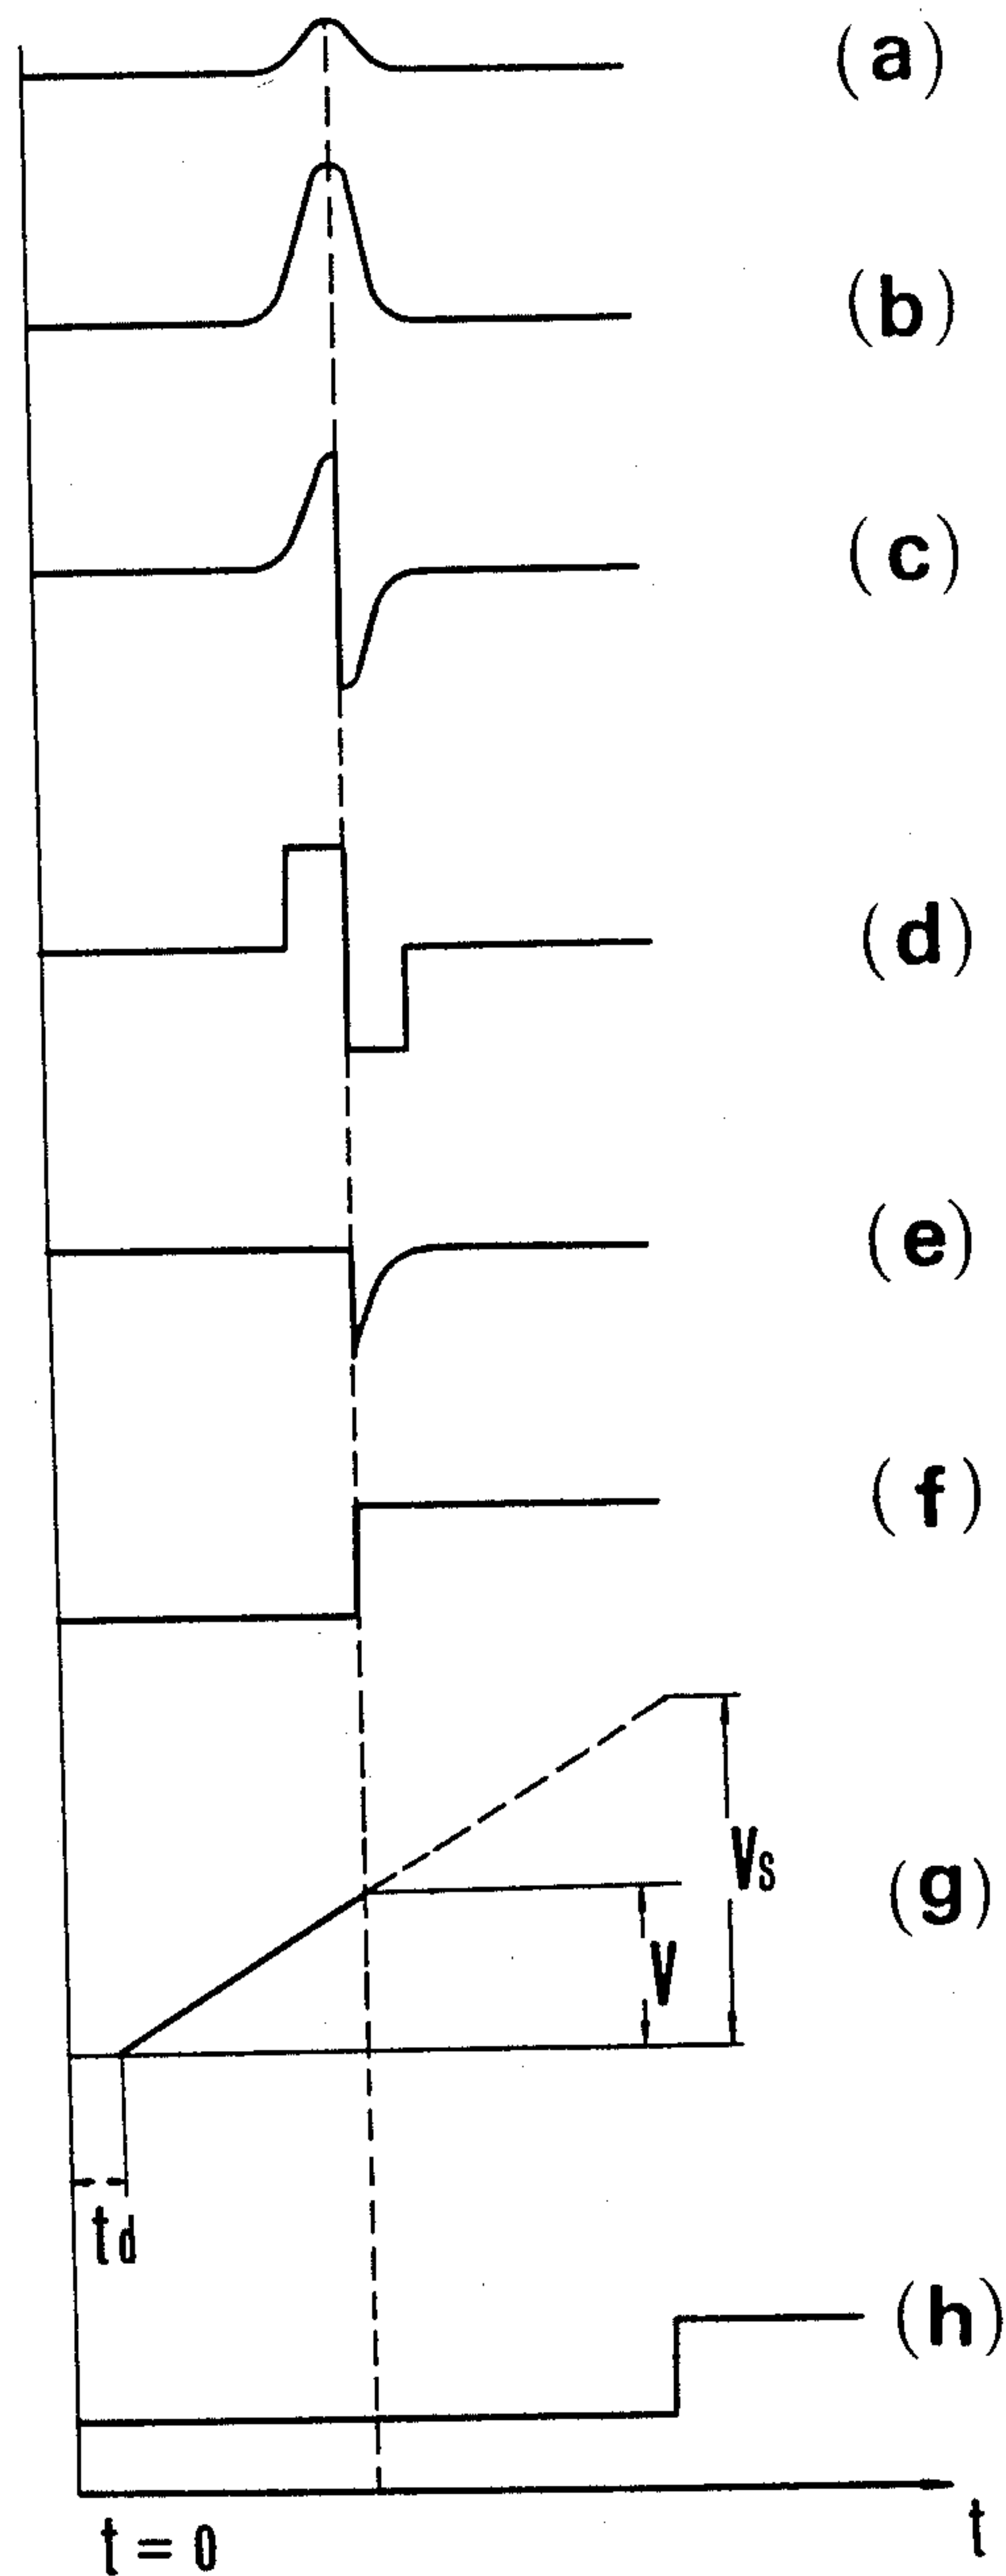 (a)
(b)
(c)
(d)
(e)
(f)
Vs
(g)
V
td
(h)
t
t = 0